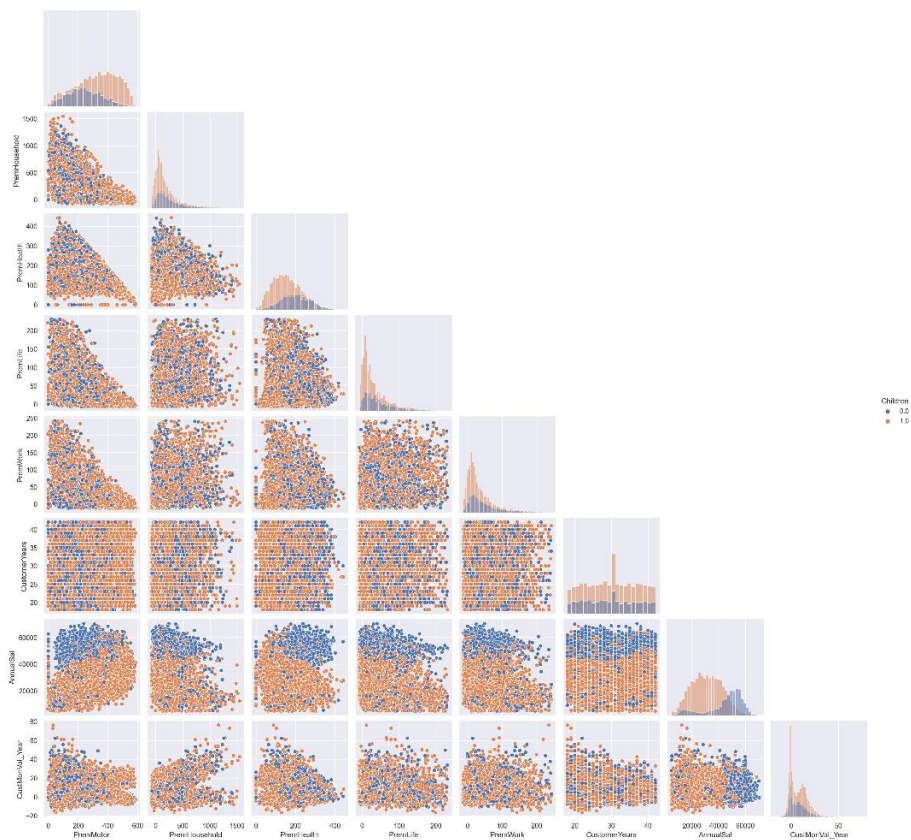 PremHousehold
1500
1000
500
0
PremHealth
400
300
200
100
0
PremLife
200
150
100
50
0
PremWork
250
200
150
100
50
0
Children
0.0
1.0
CustomerYears
40
35
30
25
20
AnnualSal
60000
40000
20000
CustMonVal_Year
80
60
40
20
0
−20
0 200 400 600
0 500 1000 1500
0 200 400
0 100 200
0 100 200
20 30 40
20000 40000 60000
0 50
PremMotor PremHousehold PremHealth PremLife PremWork CustomerYears AnnualSal CustMonVal_Year